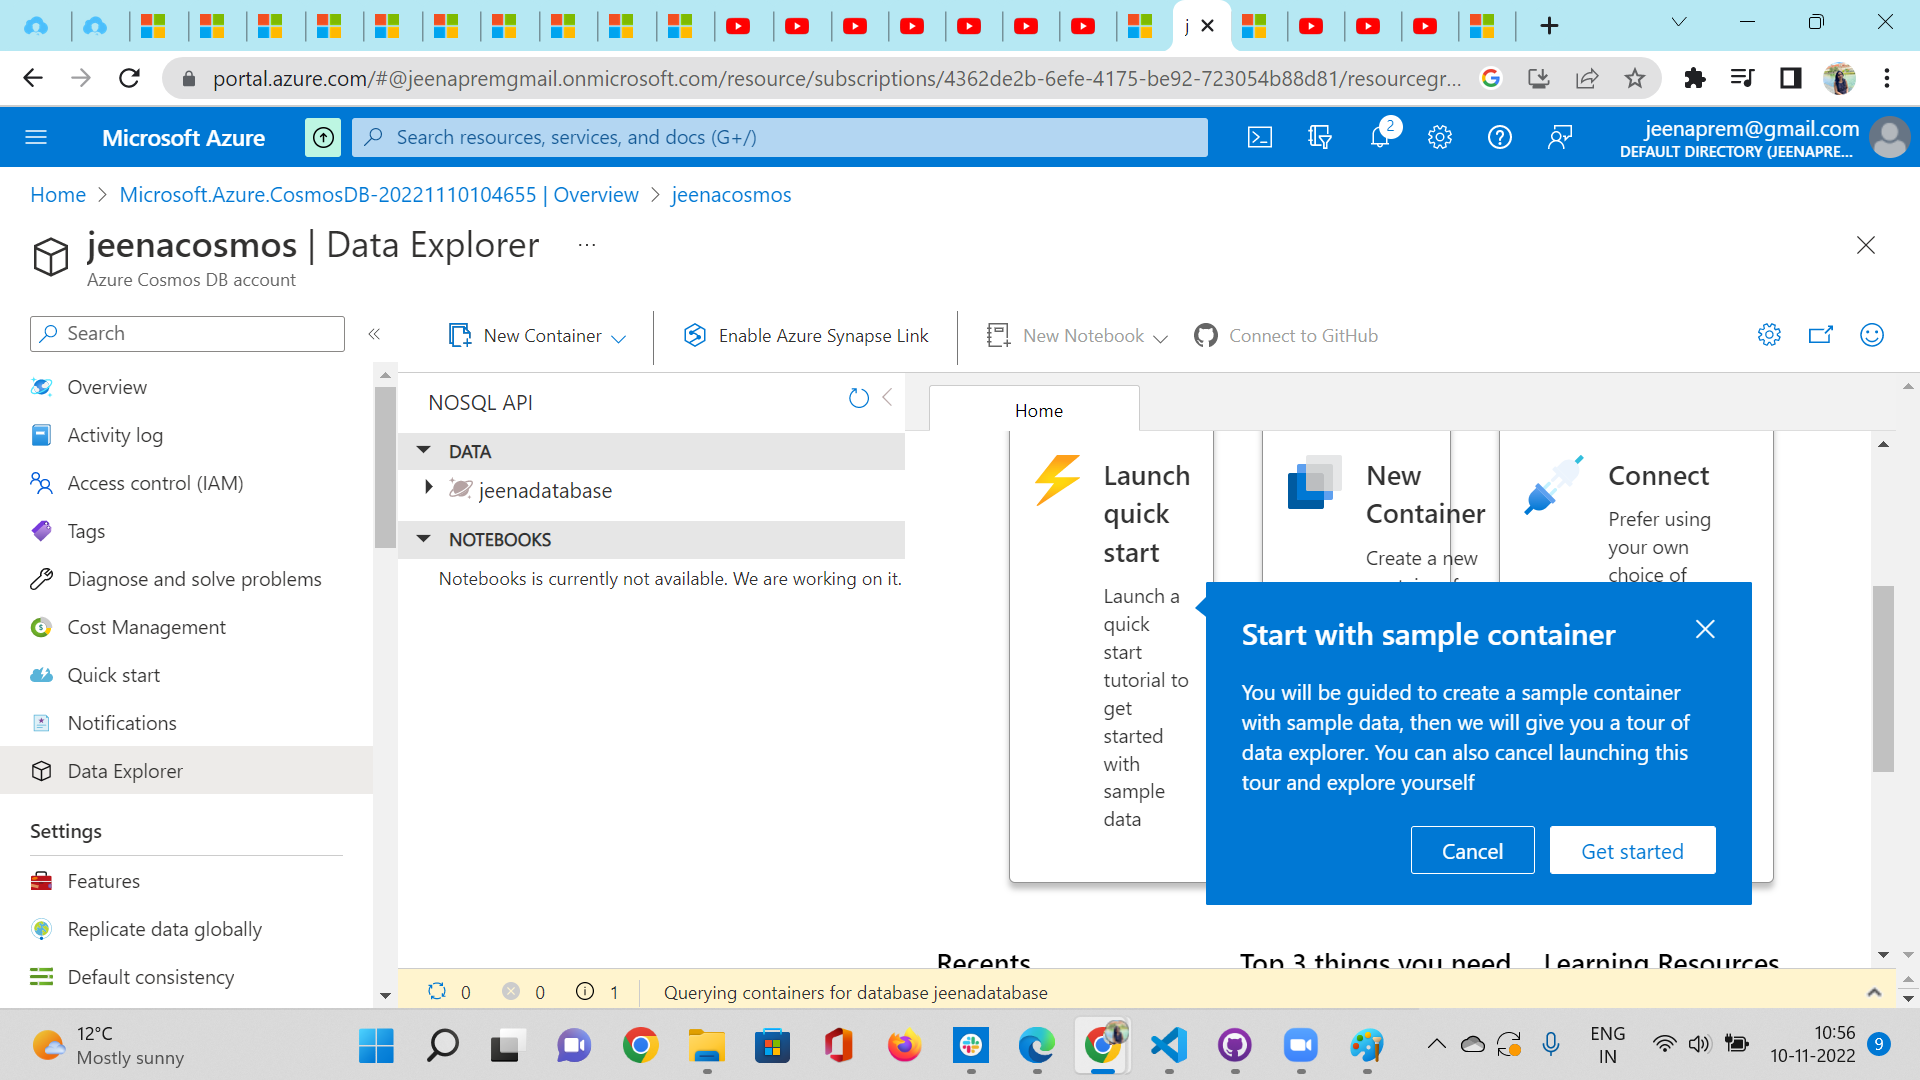 j
portal.azure.com/#@jeenapremgmail.onmicrosoft.com/resource/subscriptions/4362de2b-6efe-4175-be92-723054b88d81/resourcegr...
Microsoft Azure
Search resources, services, and docs (G+/)
2
jeenaprem@gmail.com
DEFAULT DIRECTORY (JEENAPRE...
Home > Microsoft.Azure.CosmosDB-20221110104655 | Overview > jeenacosmos
jeenacosmos | Data Explorer ...
Azure Cosmos DB account
Search
«
New Container
Enable Azure Synapse Link
New Notebook
Connect to GitHub
Overview
Activity log
Access control (IAM)
Tags
Diagnose and solve problems
Cost Management
Quick start
Notifications
Data Explorer
Settings
Features
Replicate data globally
Default consistency
NOSQL API
DATA
jeenadatabase
NOTEBOOKS
Notebooks is currently not available. We are working on it.
Home
Launch
quick
start
Launch a
quick
start
tutorial to
get
started
with
sample
data
New
Container
Create a new
Connect
Prefer using
your own
choice of
Start with sample container
You will be guided to create a sample container
with sample data, then we will give you a tour of
data explorer. You can also cancel launching this
tour and explore yourself
Cancel
Get started
Recents
Top 3 things you need
Learning Resources
0
0
1
Querying containers for database jeenadatabase
12°C
Mostly sunny
ENG
IN
10:56
10-11-2022
9